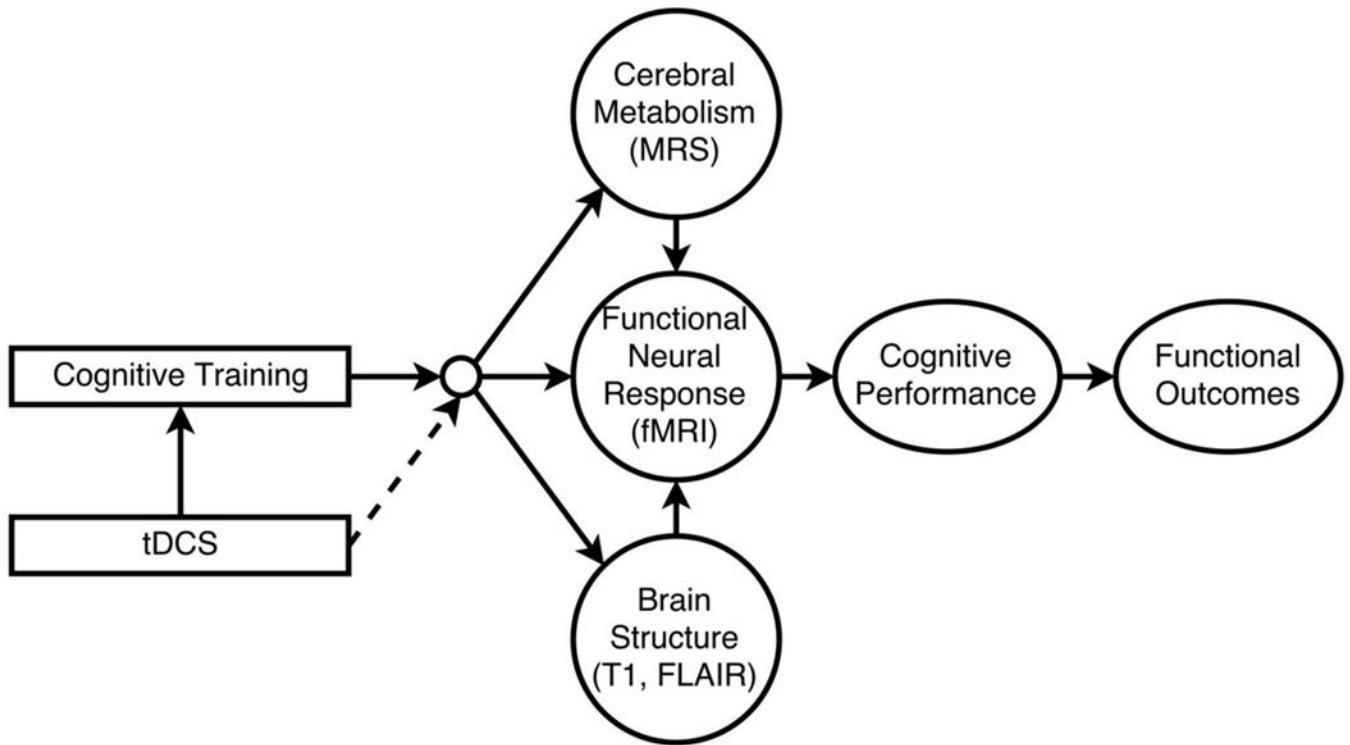 Cerebral
Metabolism
(MRS)
Functional
Neural
Response
(fMRI)
Cognitive Training
Cognitive
Performance
Functional
Outcomes
tDCS
Brain
Structure
(T1, FLAIR)